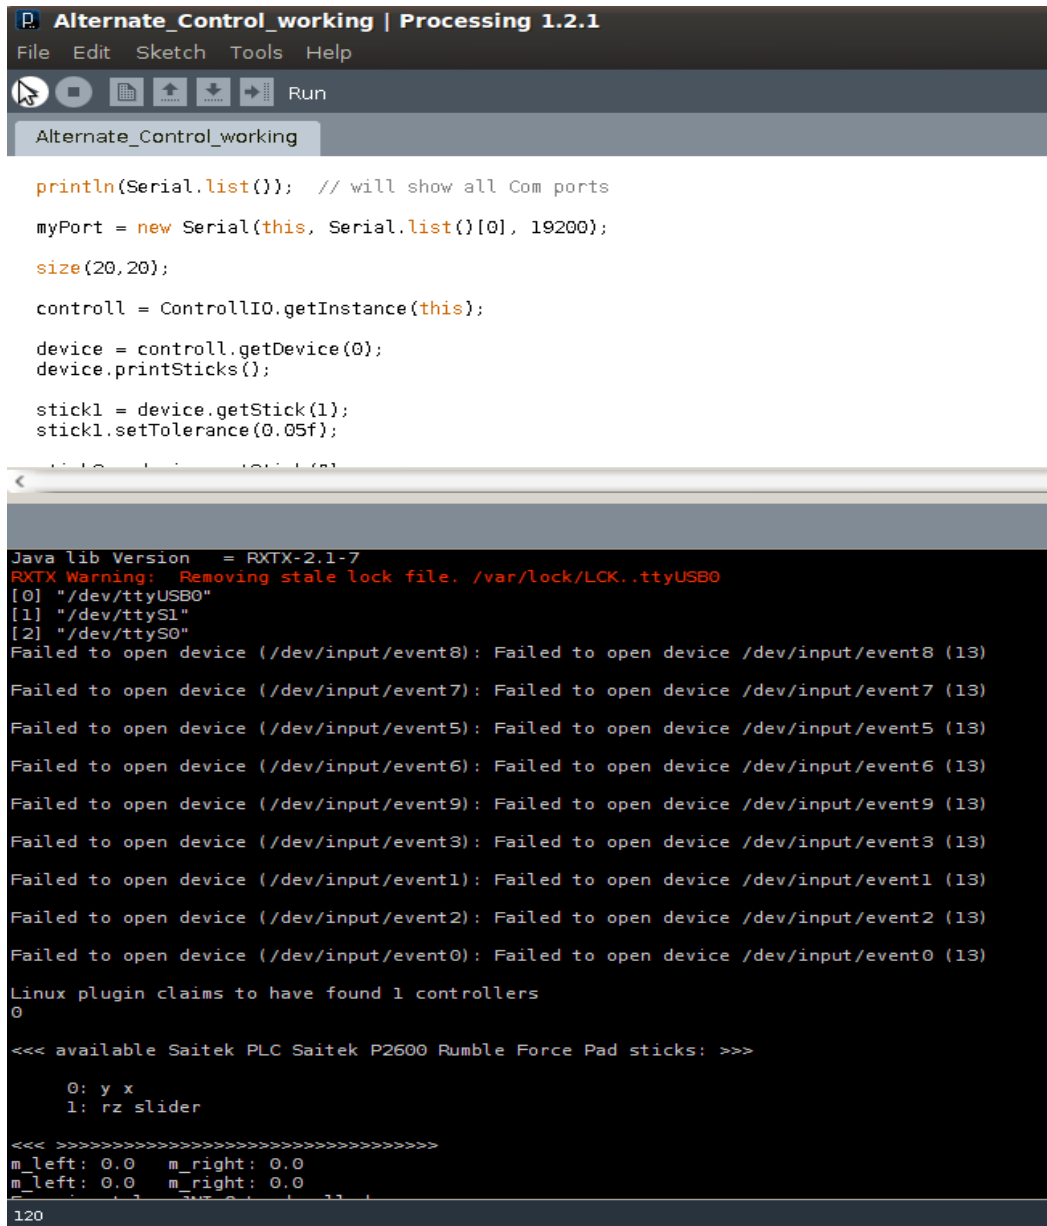 Alternate_Control_working | Processing 1.2.1
File Edit Sketch Tools Help
Run
Alternate_Control_working
println(Serial.list());  // will show all Com ports
myPort = new Serial(this, Serial.list()[0], 19200);
size(20,20);
controll = ControllIO.getInstance(this);
device = controll.getDevice(0);
device.printSticks();
stick1 = device.getStick(1);
stick1.setTolerance(0.05f);
Java lib Version   = RXTX-2.1-7
RXTX Warning:  Removing stale lock file. /var/lock/LCK..ttyUSB0
[0] "/dev/ttyUSB0"
[1] "/dev/ttyS1"
[2] "/dev/ttyS0"
Failed to open device (/dev/input/event8): Failed to open device /dev/input/event8 (13)
Failed to open device (/dev/input/event7): Failed to open device /dev/input/event7 (13)
Failed to open device (/dev/input/event5): Failed to open device /dev/input/event5 (13)
Failed to open device (/dev/input/event6): Failed to open device /dev/input/event6 (13)
Failed to open device (/dev/input/event9): Failed to open device /dev/input/event9 (13)
Failed to open device (/dev/input/event3): Failed to open device /dev/input/event3 (13)
Failed to open device (/dev/input/event1): Failed to open device /dev/input/event1 (13)
Failed to open device (/dev/input/event2): Failed to open device /dev/input/event2 (13)
Failed to open device (/dev/input/event0): Failed to open device /dev/input/event0 (13)
Linux plugin claims to have found 1 controllers
0
<<< available Saitek PLC Saitek P2600 Rumble Force Pad sticks: >>>
0: y x
1: rz slider
<<< >>>>>>>>>>>>>>>>>>>>>>>>>>>>>>>>>>
m_left: 0.0   m_right: 0.0
m_left: 0.0   m_right: 0.0
120